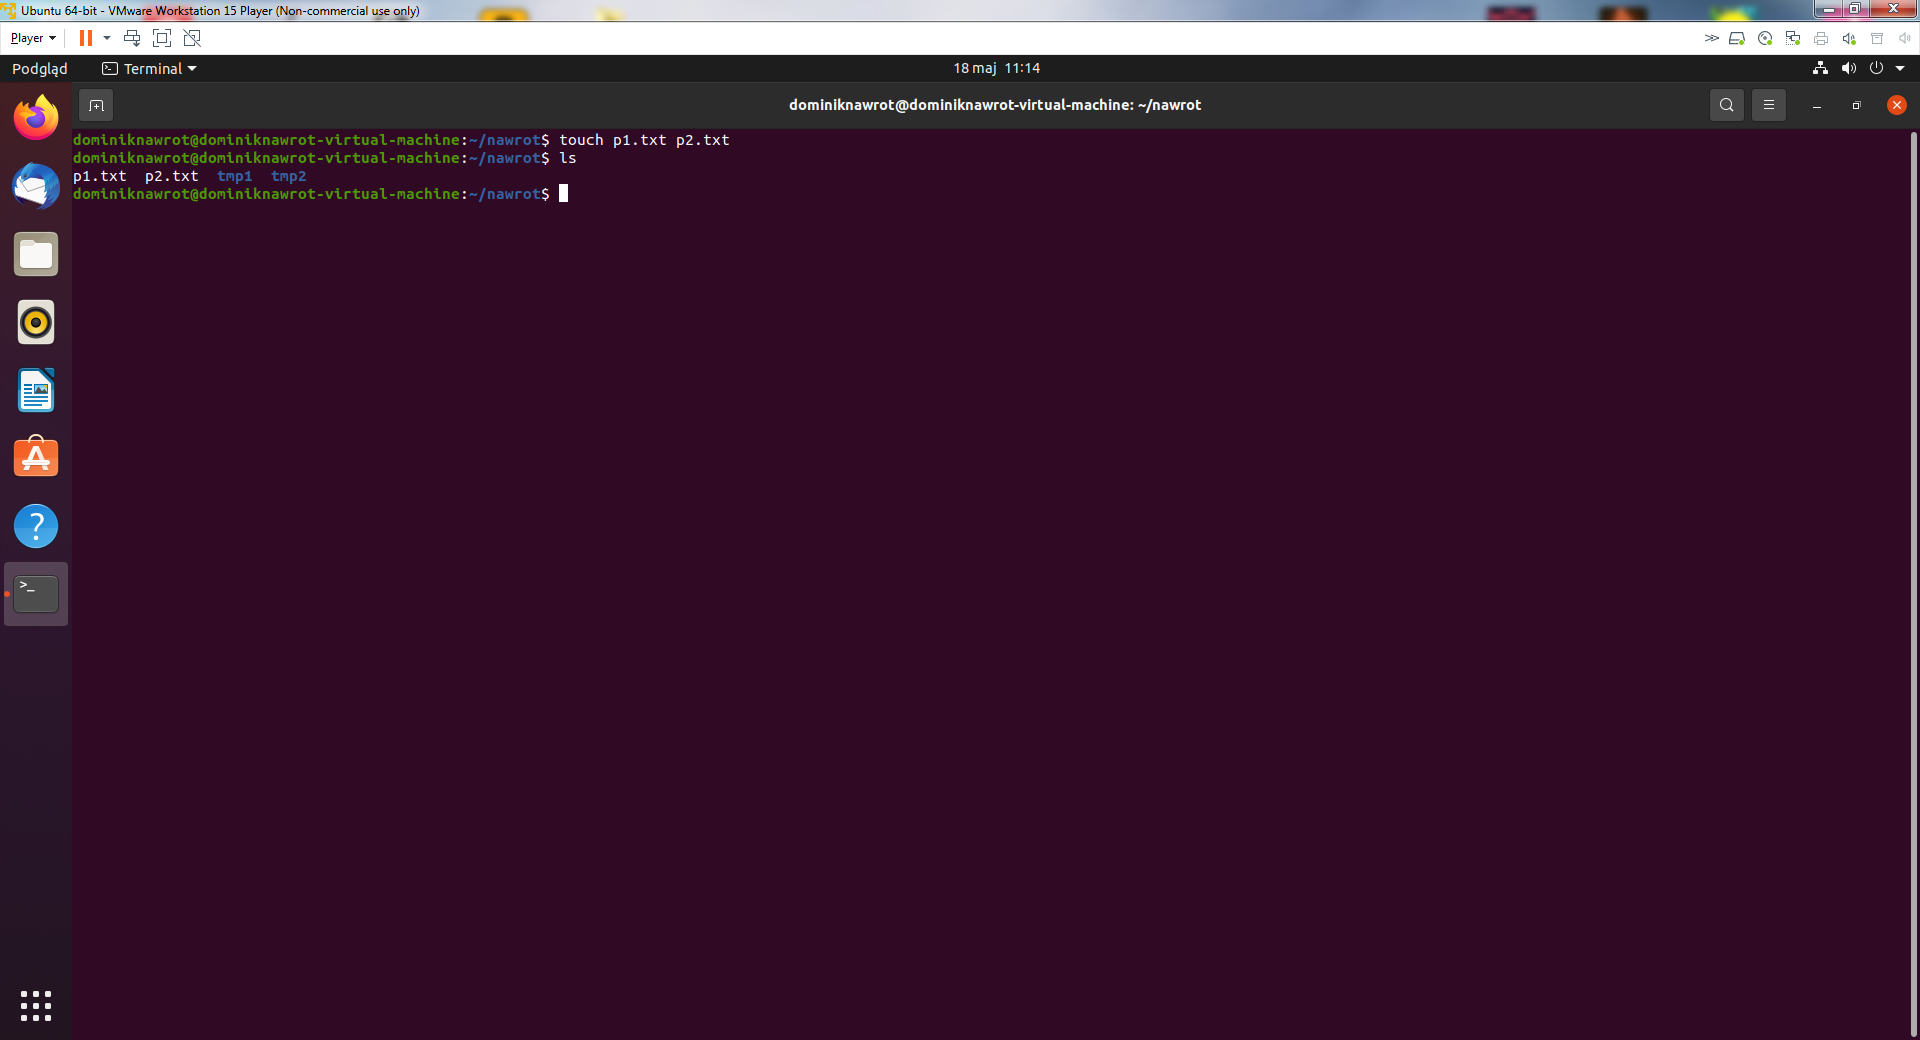 Ubuntu 64-bit - VMware Workstation 15 Player (Non-commercial use only)
Player
Podgląd Terminal 18 maj 11:14
dominiknawrot@dominiknawrot-virtual-machine: ~/nawrot
dominiknawrot@dominiknawrot-virtual-machine:~/nawrot$ touch p1.txt p2.txt
dominiknawrot@dominiknawrot-virtual-machine:~/nawrot$ ls
p1.txt p2.txt tmp1 tmp2
dominiknawrot@dominiknawrot-virtual-machine:~/nawrot$